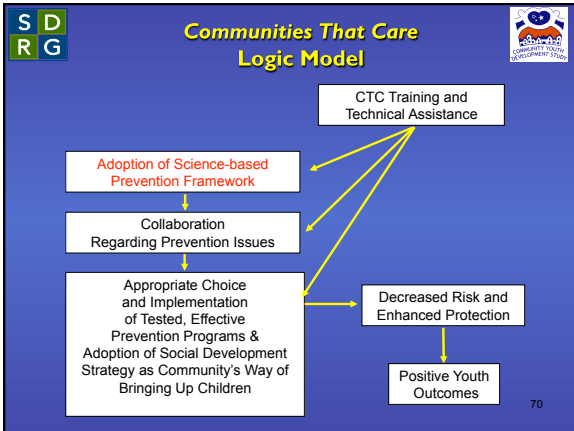 S D
R G
Communities That Care
Logic Model
COMMUNITY YOUTH
DEVELOPMENT STUDY
CTC Training and
Technical Assistance
Adoption of Science-based
Prevention Framework
Collaboration
Regarding Prevention Issues
Appropriate Choice
and Implementation
of Tested, Effective
Prevention Programs &
Adoption of Social Development
Strategy as Community’s Way of
Bringing Up Children
Decreased Risk and
Enhanced Protection
Positive Youth
Outcomes
70